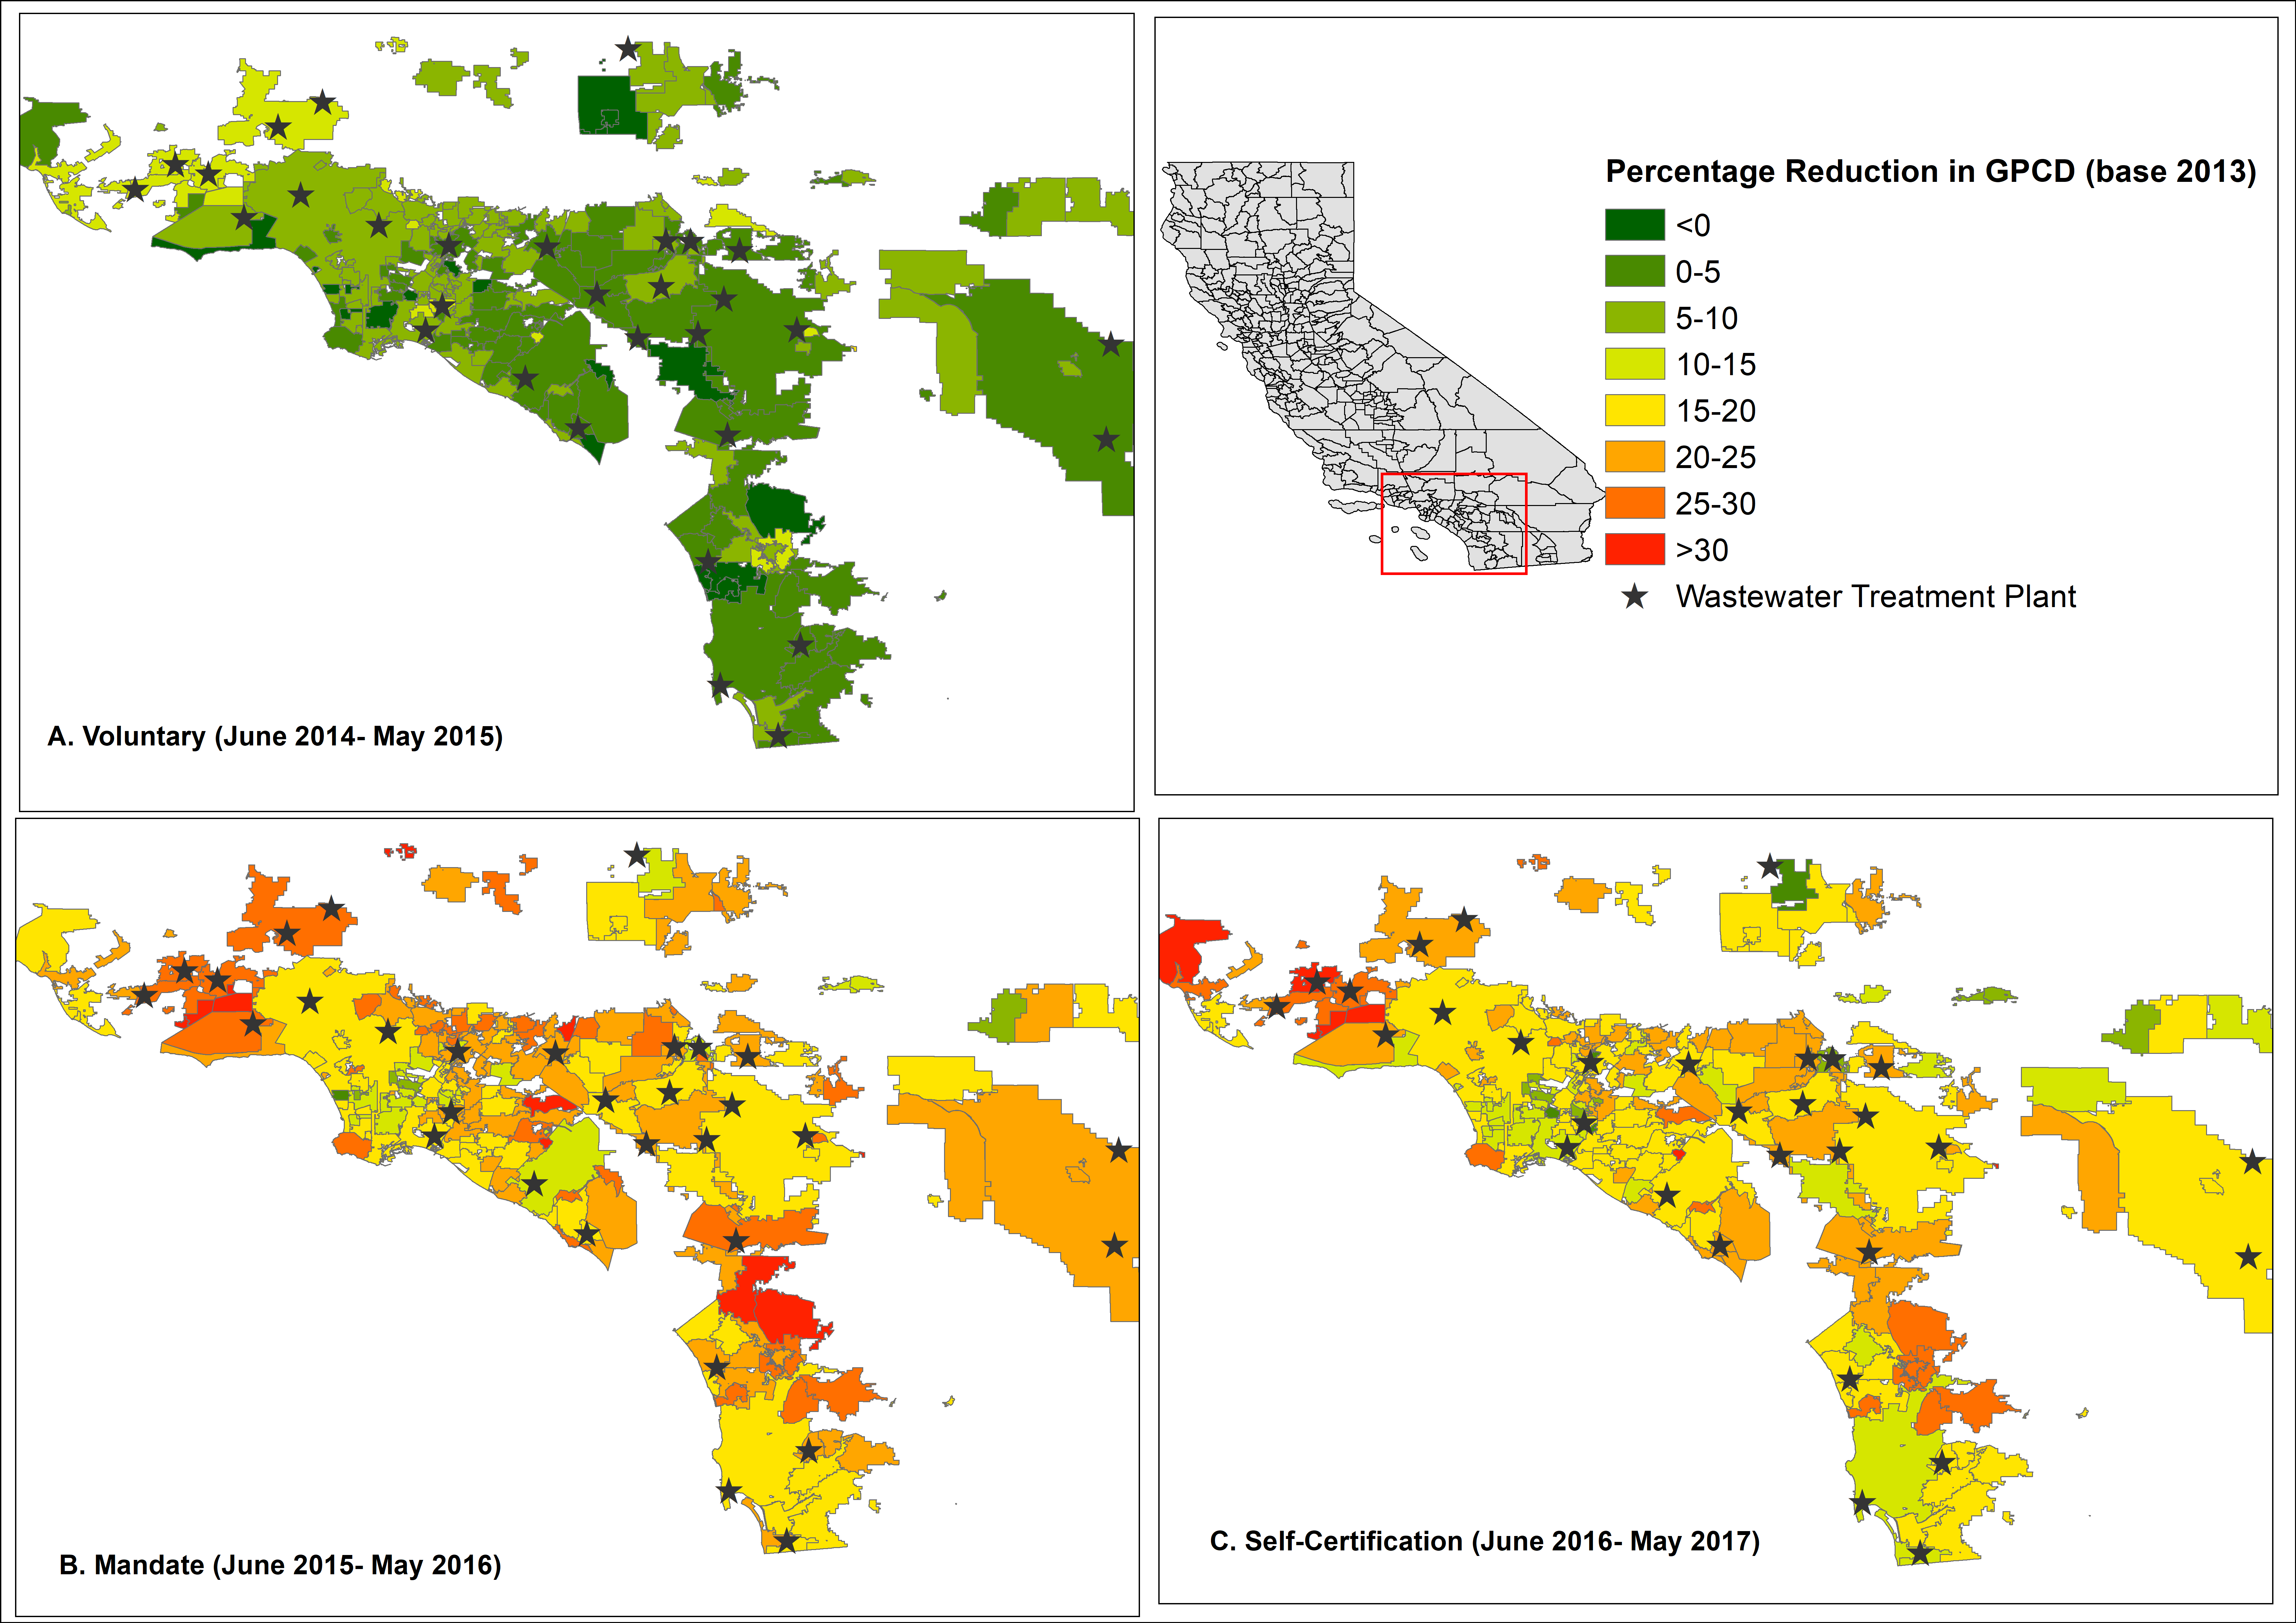 Percentage Reduction in GPCD (base 2013)
<0
0-5
5-10
10-15
15-20
20-25
25-30
>30
Wastewater Treatment Plant
A. Voluntary (June 2014- May 2015)
B. Mandate (June 2015- May 2016)
C. Self-Certification (June 2016- May 2017)